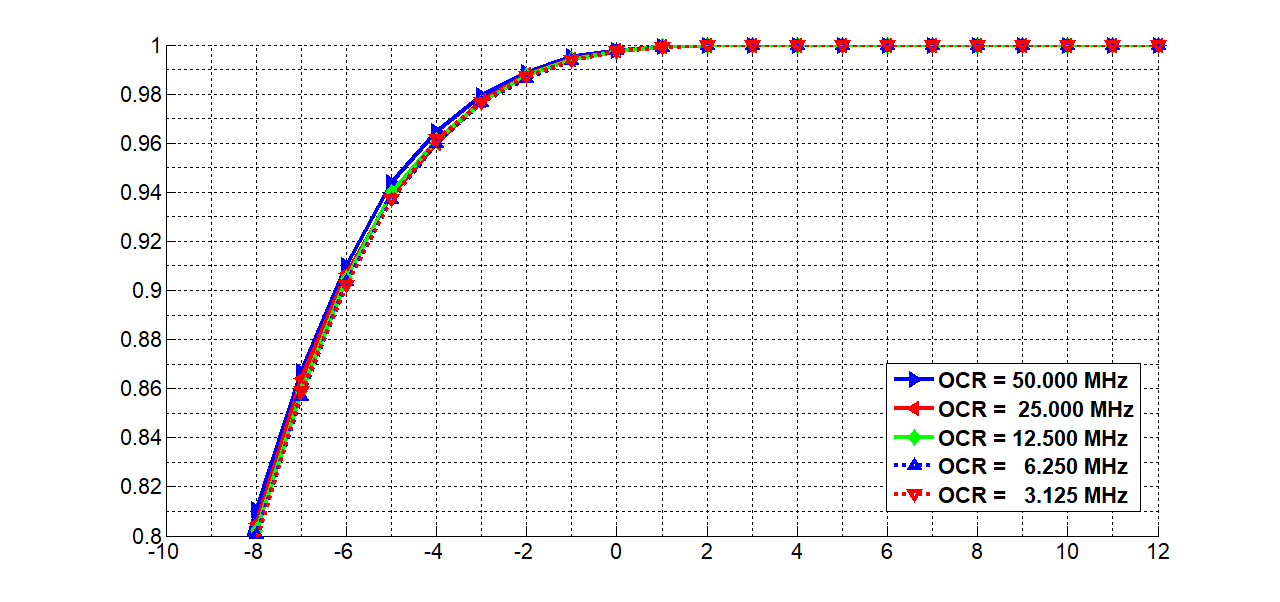 1
0.98
0.96
0.94
0.92
0.9
0.88
0.86
0.84
0.82
0.8
-10 -8 -6 -4 -2 0 2 4 6 8 10 12
OCR = 50.000 MHz
OCR = 25.000 MHz
OCR = 12.500 MHz
OCR = 6.250 MHz
OCR = 3.125 MHz